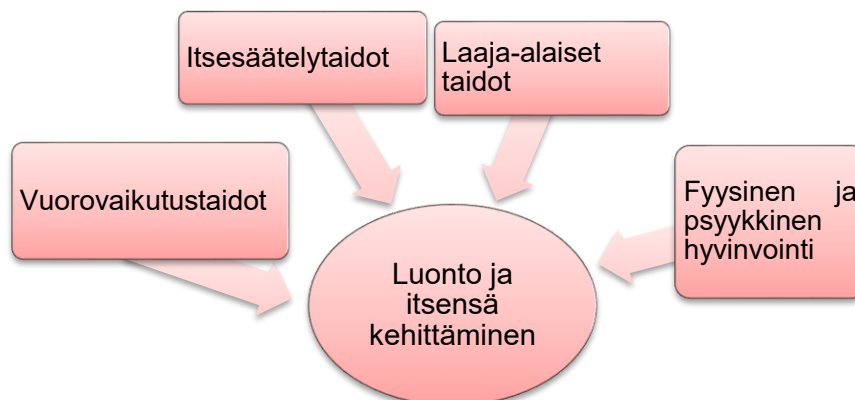 Itsesäätelytaidot
Laaja-alaiset
taidot
Vuorovaikutustaidot
Fyysinen ja
psyykkinen
hyvinvointi
Luonto ja
itsensä
kehittäminen